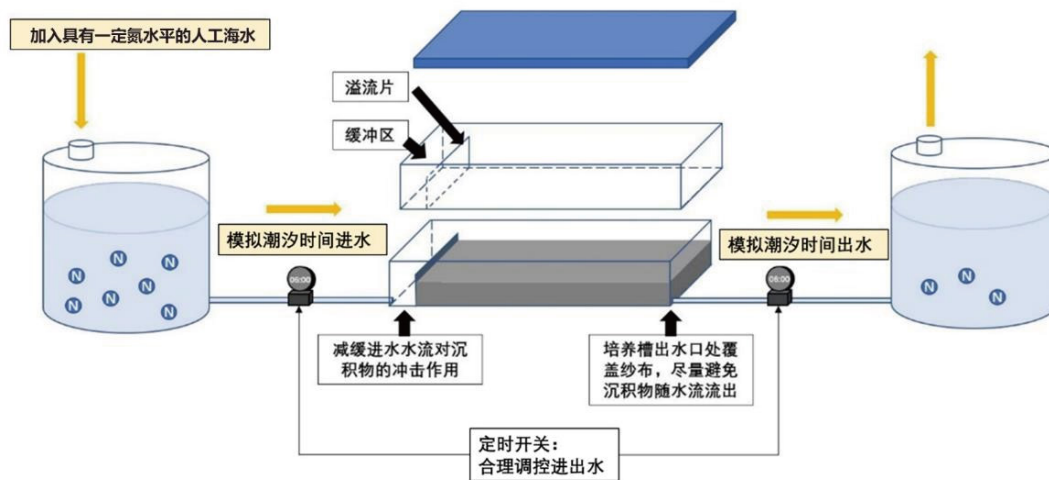 加入具有一定氮水平的人工海水
溢流片
缓冲区
模拟潮汐时间进水
模拟潮汐时间出水
N
N
N
N
N
N
N
N
N
N
06:00
06:00
减缓进水水流对沉
积物的冲击作用
培养槽出水口处覆
盖纱布，尽量避免
沉积物随水流流出
定时开关：
合理调控进出水